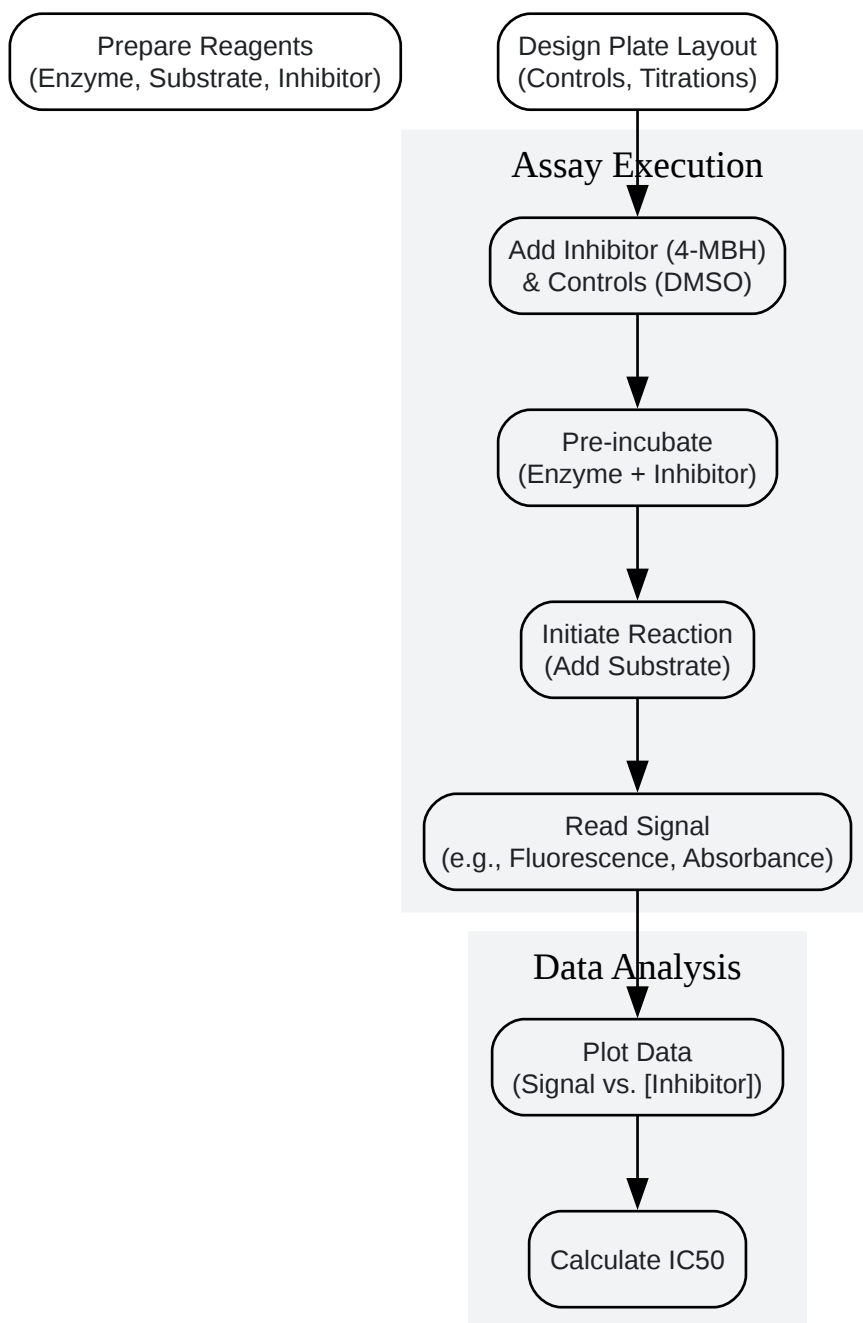 Prepare Reagents
(Enzyme, Substrate, Inhibitor)
Design Plate Layout
(Controls, Titrations)
Assay Execution
Add Inhibitor (4-MBH)
& Controls (DMSO)
Pre-incubate
(Enzyme + Inhibitor)
Initiate Reaction
(Add Substrate)
Read Signal
(e.g., Fluorescence, Absorbance)
Data Analysis
Plot Data
(Signal vs. [Inhibitor])
Calculate IC50